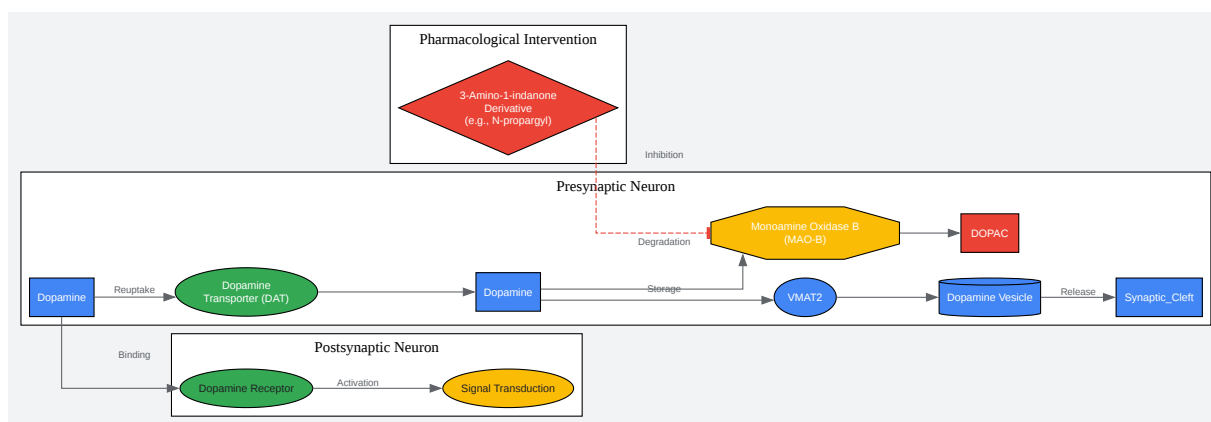 Pharmacological Intervention
3-Amino-1-indanone
Derivative
(e.g., N-propargyl)
Inhibition
Presynaptic Neuron
Monoamine Oxidase B
(MAO-B)
DOPAC
Degradation
Dopamine
Reuptake
Dopamine
Transporter (DAT)
Dopamine
Storage
VMAT2
Dopamine Vesicle
Release
Synaptic_Cleft
Binding
Postsynaptic Neuron
Dopamine Receptor
Activation
Signal Transduction